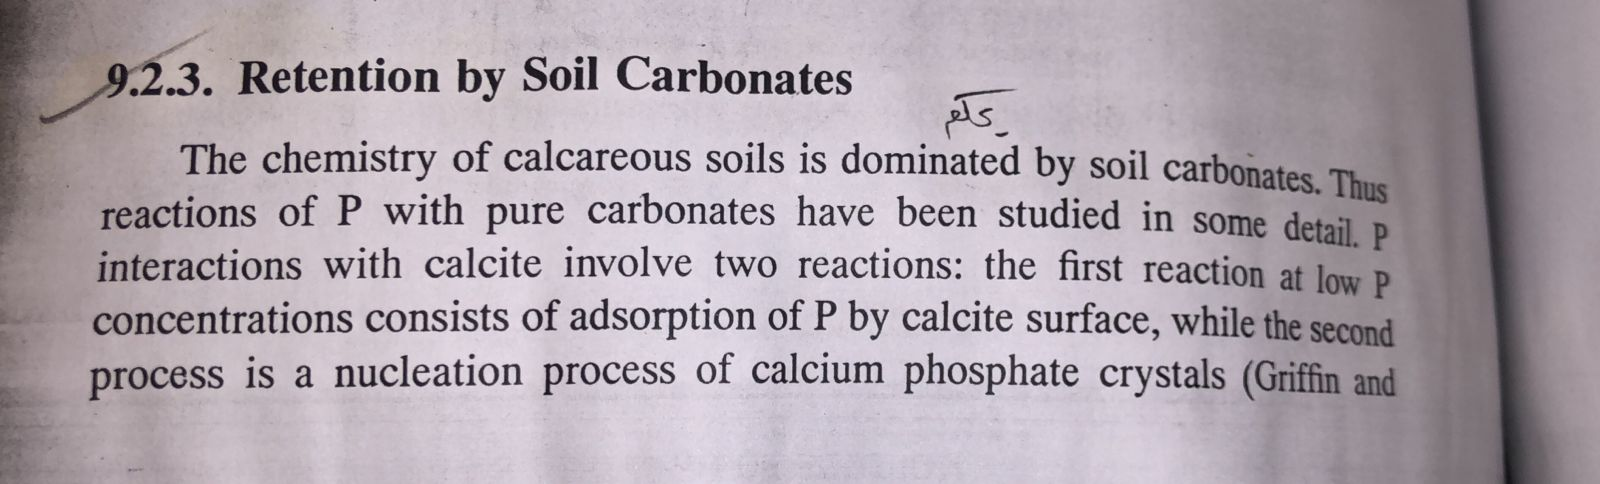 9.2.3. Retention by Soil Carbonates
The chemistry of calcareous soils is dominated by soil carbonates. Thus
reactions of P with pure carbonates have been studied in some detail. P
interactions with calcite involve two reactions: the first reaction at low P
concentrations consists of adsorption of P by calcite surface, while the second
process is a nucleation process of calcium phosphate crystals (Griffin and